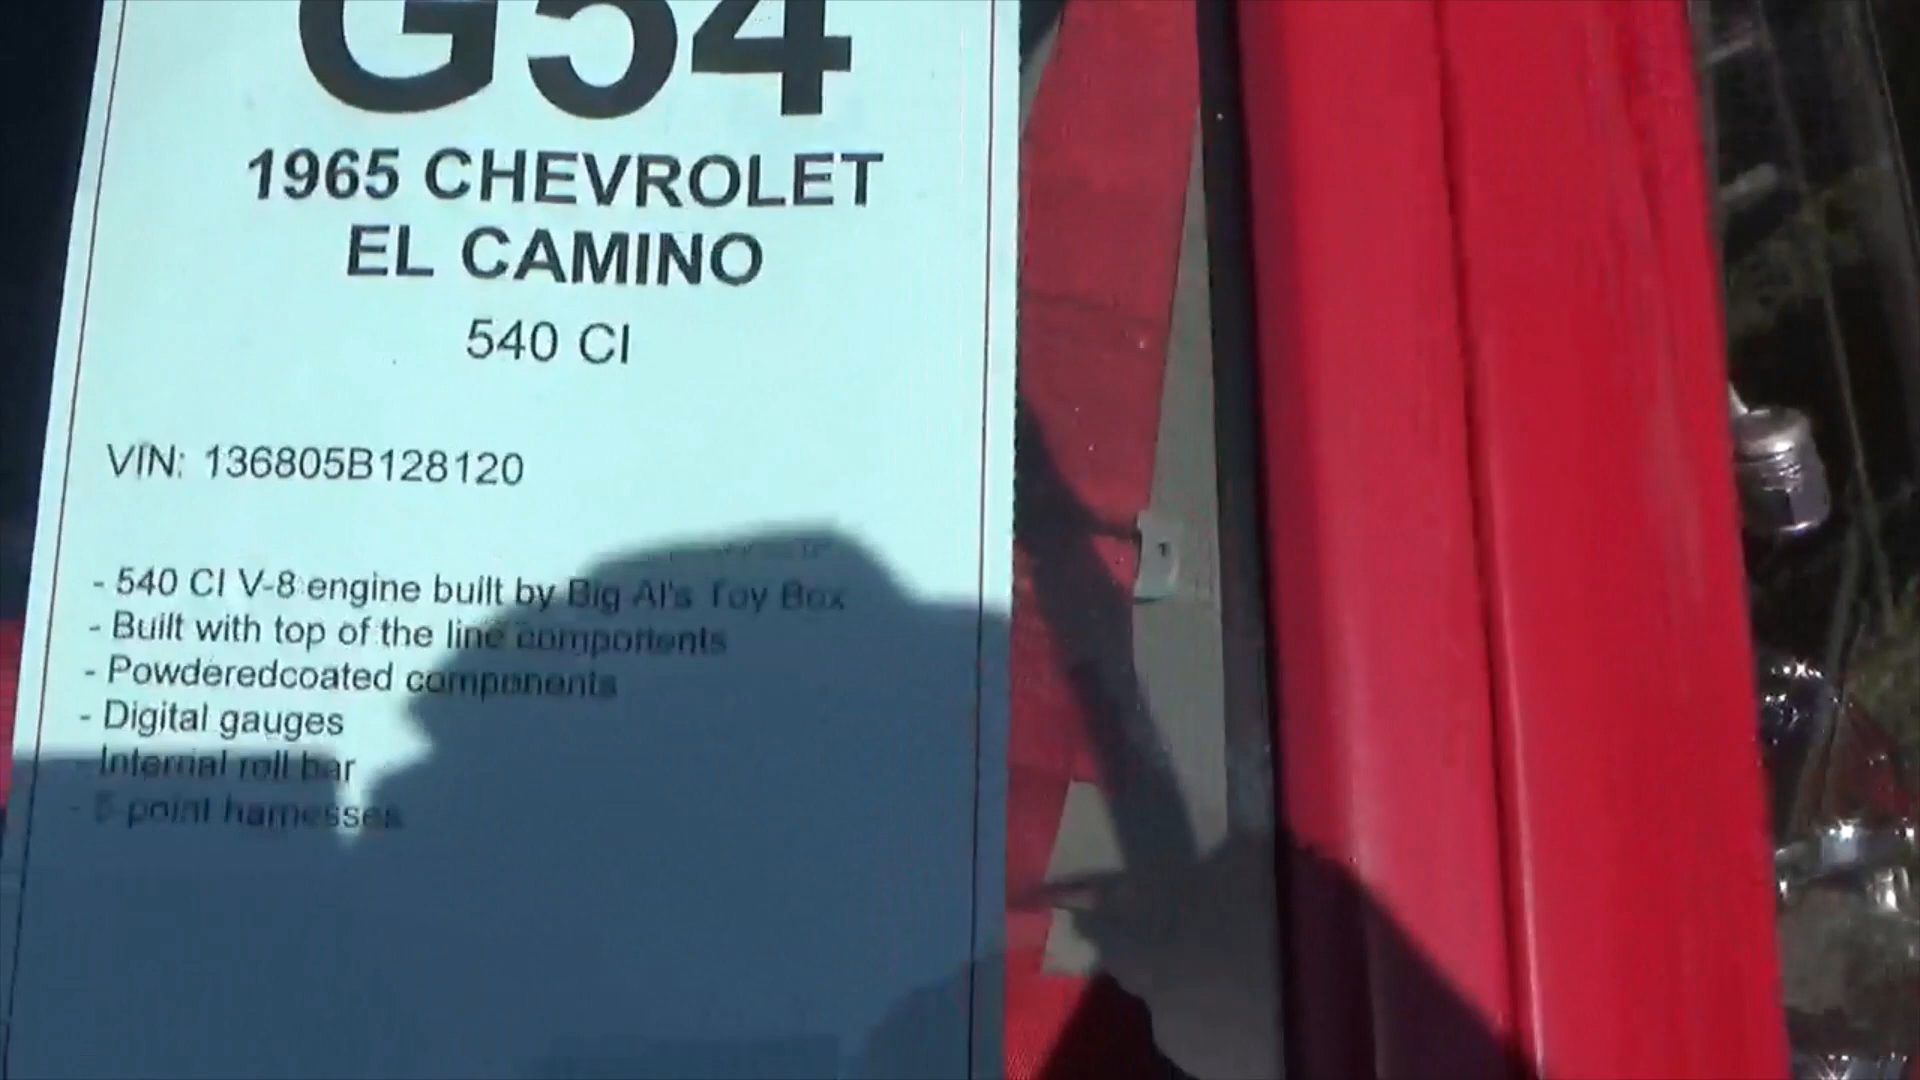 G54
1965 CHEVROLET
EL CAMINO
540 CI
VIN: 136805B128120
- 540 CI V-8 engine built by Big Al's Toy Box
- Built with top of the line components
- Powderedcoated components
- Digital gauges
- Internal roll bar
- 5 point harnesses